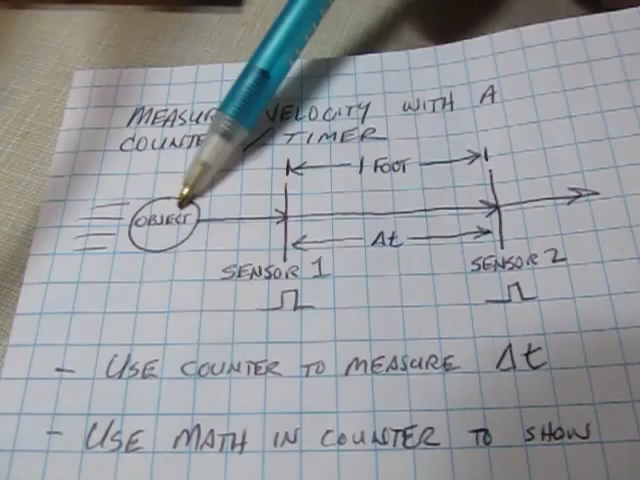 VELOCITY WITH A
TIMER
1 FOOT
OBJECT
Δt
SENSOR 1
SENSOR 2
- USE COUNTER TO MEASURE Δt
- USE MATH IN COUNTER TO SHOW